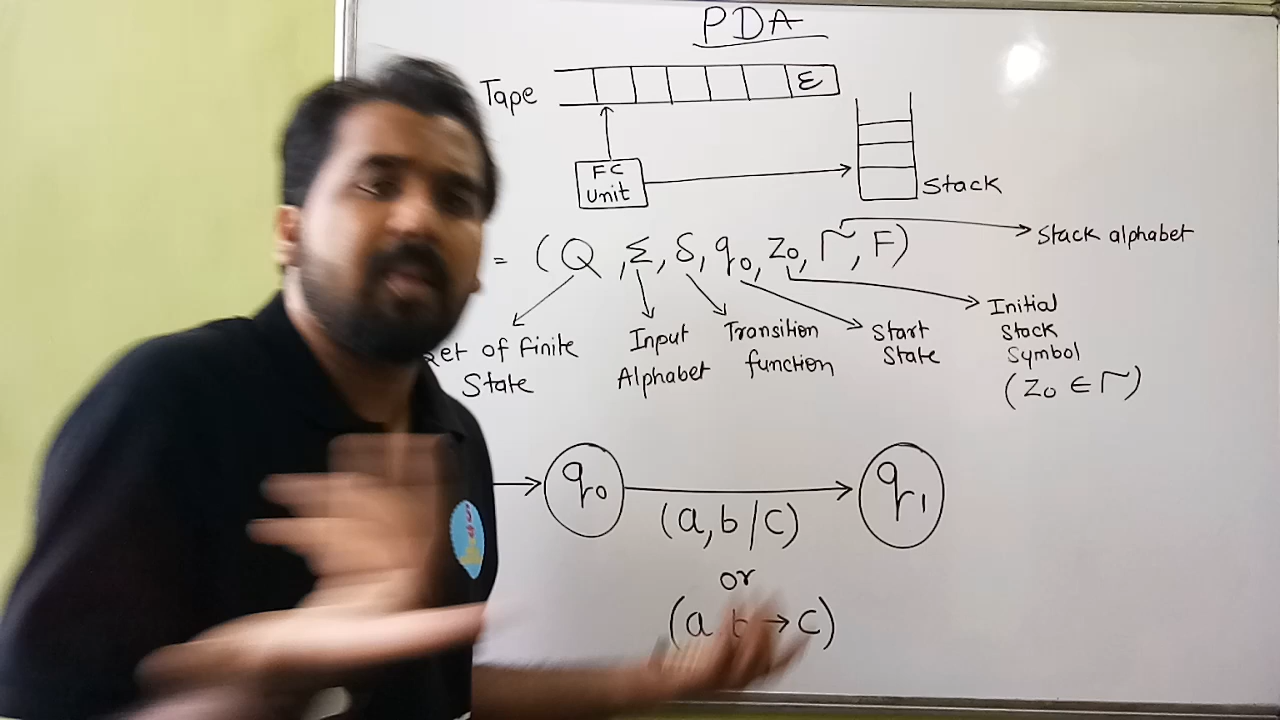 PDA
Tape ε
FC
Unit
Stack
= (Q, Σ, δ, q₀, z₀, Γ, F)
Stack alphabet
Set of finite
State
Input
Alphabet
Transition
function
Start
State
Initial
Stack
Symbol
(z₀ ∈ Γ)
q₀
(a, b / c)
q₁
or
(a → c)